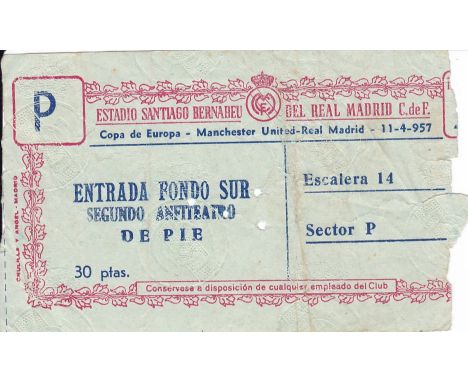 P
ESTADIO SANTIAGO BERNABEU DEL REAL MADRID C. de F.
Copa de Europa - Manchester United-Real Madrid - 11-4-957
ENTRADA FONDO SUR
SEGUNDO ANFITEATRO
DE PIE
30 ptas.
Escalera 14
Sector P
Consérvese a disposición de cualquier empleado del Club